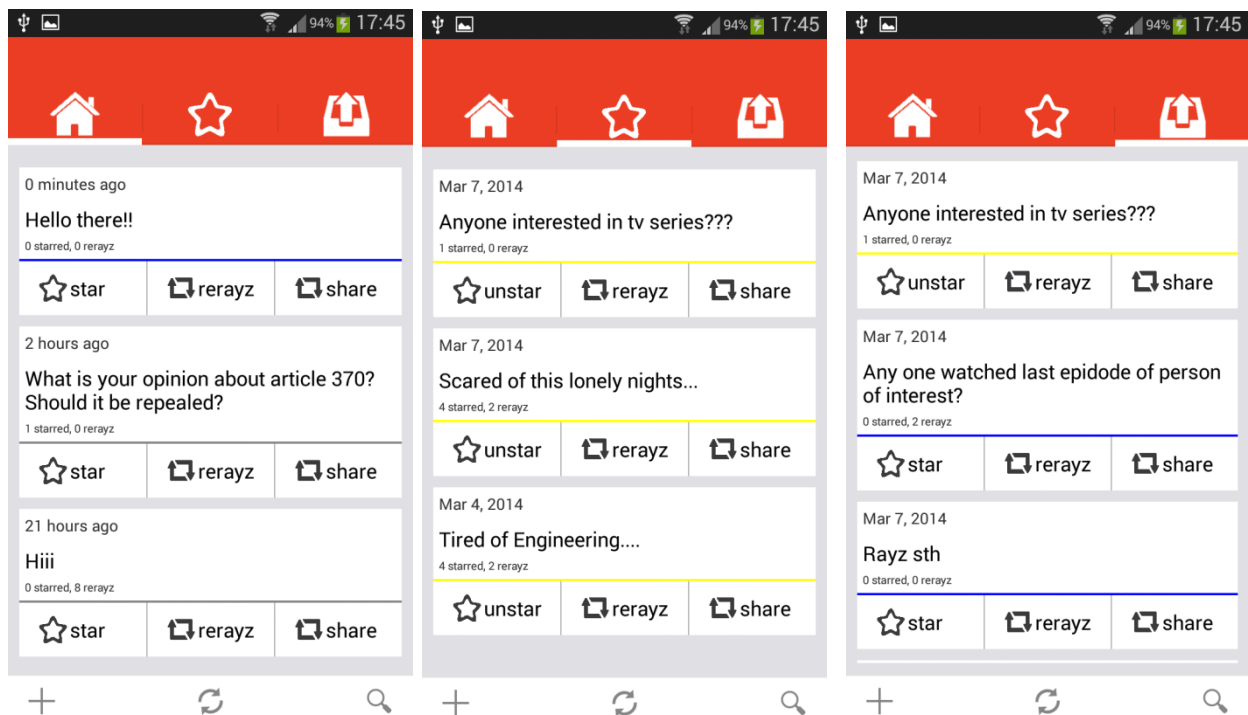 94% 17:45
0 minutes ago
Hello there!!
0 starred, 0 rerayz
star rerayz share
2 hours ago
What is your opinion about article 370?
Should it be repealed?
1 starred, 0 rerayz
star rerayz share
21 hours ago
Hiii
0 starred, 8 rerayz
star rerayz share
94% 17:45
Mar 7, 2014
Anyone interested in tv series???
1 starred, 0 rerayz
unstar rerayz share
Mar 7, 2014
Scared of this lonely nights...
4 starred, 2 rerayz
unstar rerayz share
Mar 4, 2014
Tired of Engineering....
4 starred, 2 rerayz
unstar rerayz share
94% 17:45
Mar 7, 2014
Anyone interested in tv series???
1 starred, 0 rerayz
unstar rerayz share
Mar 7, 2014
Any one watched last epidode of person
of interest?
0 starred, 2 rerayz
star rerayz share
Mar 7, 2014
Rayz sth
0 starred, 0 rerayz
star rerayz share